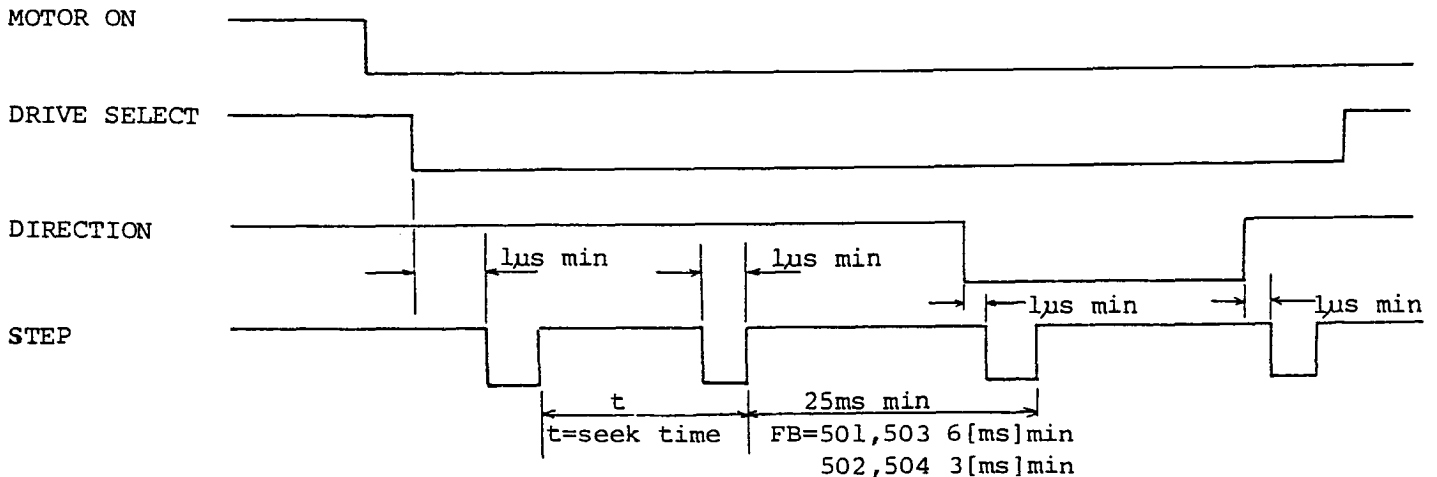 MOTOR ON
DRIVE SELECT
DIRECTION
1µs min
1µs min
1µs min
1µs min
STEP
t
25ms min
t=seek time
FB=501,503 6[ms]min
502,504 3[ms]min